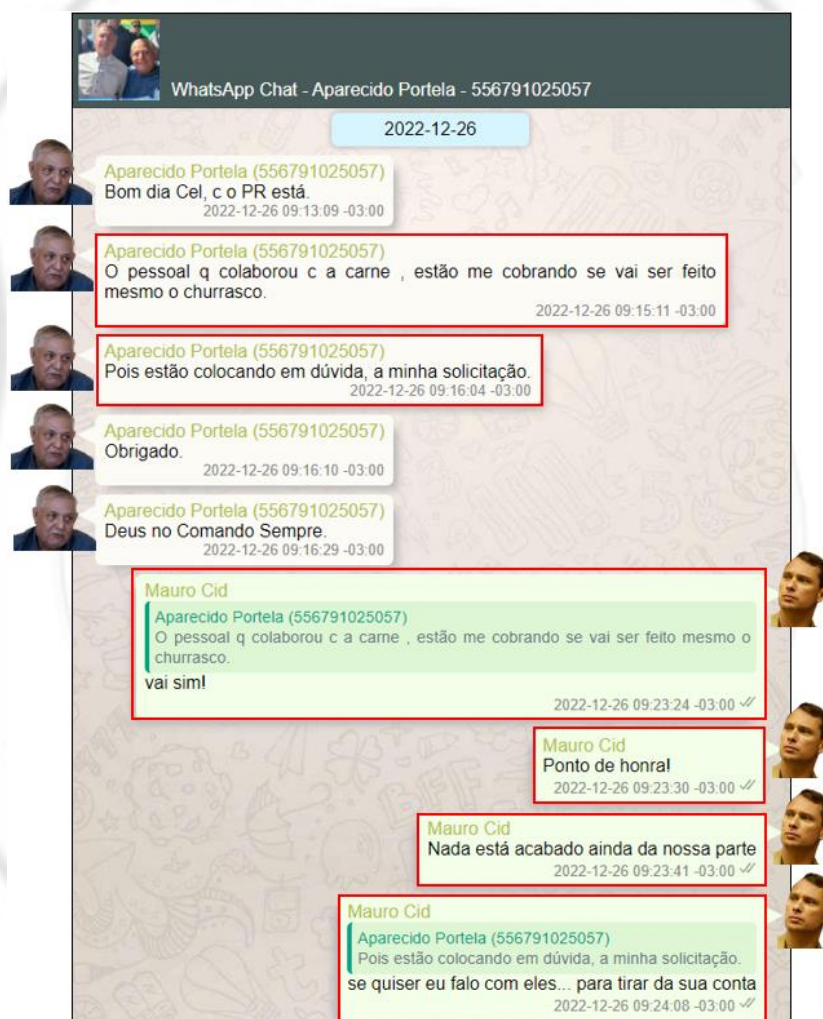 WhatsApp Chat - Aparecido Portela - 556791025057
2022-12-26
Aparecido Portela (556791025057)
Bom dia Cel, c o PR está.
2022-12-26 09:13:09 -03:00
Aparecido Portela (556791025057)
O pessoal q colaborou c a carne , estão me cobrando se vai ser feito
mesmo o churrasco.
2022-12-26 09:15:11 -03:00
Aparecido Portela (556791025057)
Pois estão colocando em dúvida, a minha solicitação.
2022-12-26 09:16:04 -03:00
Aparecido Portela (556791025057)
Obrigado.
2022-12-26 09:16:10 -03:00
Aparecido Portela (556791025057)
Deus no Comando Sempre.
2022-12-26 09:16:29 -03:00
Mauro Cid
Aparecido Portela (556791025057)
O pessoal q colaborou c a carne , estão me cobrando se vai ser feito mesmo o
churrasco.
vai sim!
2022-12-26 09:23:24 -03:00
Mauro Cid
Ponto de honra!
2022-12-26 09:23:30 -03:00
Mauro Cid
Nada está acabado ainda da nossa parte
2022-12-26 09:23:41 -03:00
Mauro Cid
Aparecido Portela (556791025057)
Pois estão colocando em dúvida, a minha solicitação.
se quiser eu falo com eles... para tirar da sua conta
2022-12-26 09:24:08 -03:00